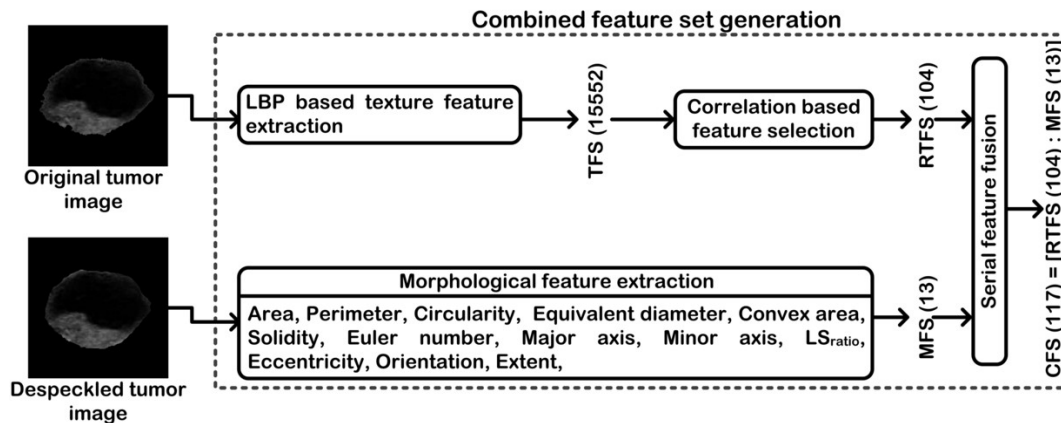 Combined feature set generation
Original tumor
image
LBP based texture feature
extraction
TFS (15552)
Correlation based
feature selection
RTFS (104)
Despeckled tumor
image
Morphological feature extraction
Area, Perimeter, Circularity, Equivalent diameter, Convex area,
Solidity, Euler number, Major axis, Minor axis, LSratio,
Eccentricity, Orientation, Extent,
MFS (13)
Serial feature fusion
CFS (117) = [RTFS (104) : MFS (13)]